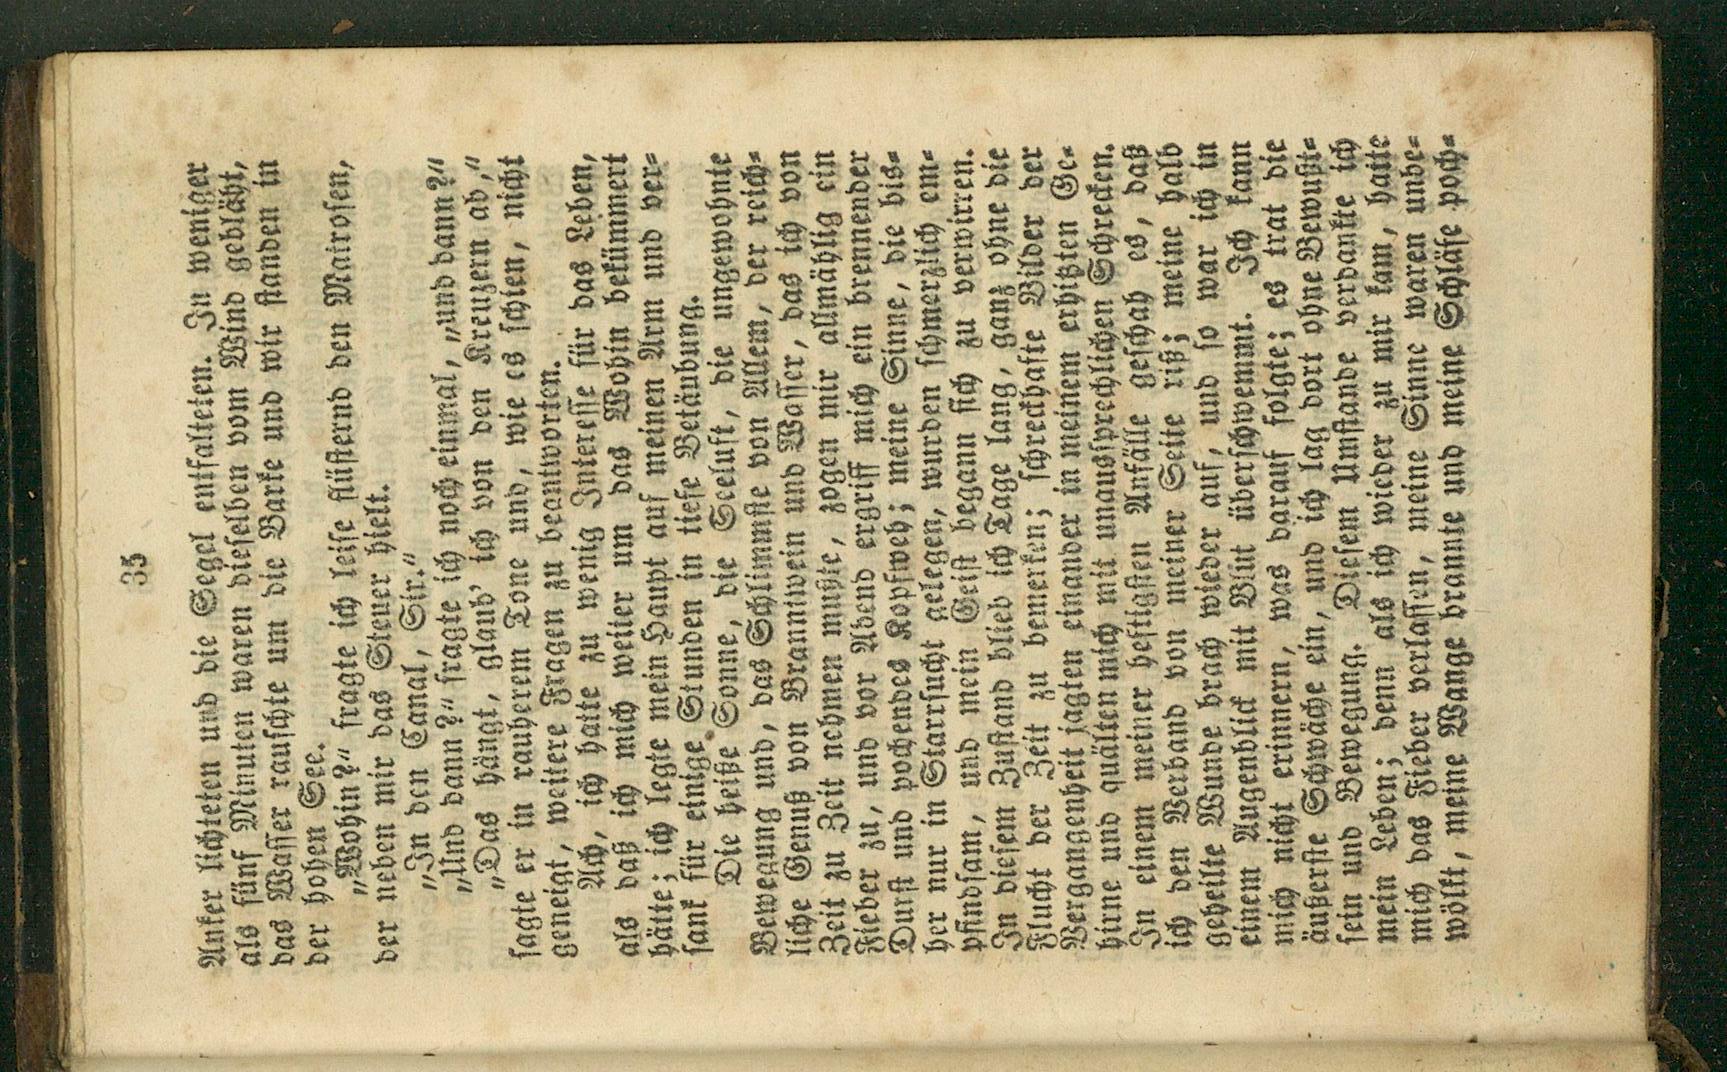 35
Anker lichteten und die Segel entfalteten. In weniger
als fünf Minuten waren dieselben vom Wind gebläht,
das Wasser rauschte um die Barke und wir standen in
der hohen See.
„Wohin?“ fragte ich leise flüsternd den Matrosen,
der neben mir das Steuer hielt.
„In den Canal, Sir.“
„Und dann?“ fragte ich noch einmal, „und dann?“
„Das hängt, glaub’ ich von den Kreuzern ab,“
sagte er in rauherem Tone und, wie es schien, nicht
geneigt, weitere Fragen zu beantworten.
Ach, ich hatte zu wenig Interesse für das Leben,
als daß ich mich weiter um das Wohin bekümmert
hätte; ich legte mein Haupt auf meinen Arm und ver-
sank für einige Stunden in tiefe Betäubung.
Die heiße Sonne, die Seeluft, die ungewohnte
Bewegung und, das Schlimmste von Allem, der reich-
liche Genuß von Branntwein und Wasser, das ich von
Zeit zu Zeit nehmen mußte, zogen mir allmählig ein
Fieber zu, und vor Abend ergriff mich ein brennender
Durst und pochendes Kopfweh; meine Sinne, die bis-
her nur in Starrsucht gelegen, wurden schmerzlich em-
pfindsam, und mein Geist begann sich zu verwirren.
In diesem Zustand blieb ich Tage lang, ganz ohne die
Flucht der Zeit zu bemerken; schreckhafte Bilder der
Vergangenheit jagten einander in meinem erhitzten Ge-
hirne und quälten mich mit unaussprechlichen Schrecken.
In einem meiner heftigsten Anfälle geschah es, daß
ich den Verband von meiner Seite riß; meine halb
geheilte Wunde brach wieder auf, und so war ich in
einem Augenblick mit Blut überschwemmt. Ich kann
mich nicht erinnern, was darauf folgte; es trat die
äußerste Schwäche ein, und ich lag dort ohne Bewußt-
sein und Bewegung. Diesem Umstande verdankte ich
mein Leben; denn als ich wieder zu mir kam, hatte
mich das Fieber verlassen, meine Sinne waren unbe-
wölkt, meine Wange brannte und meine Schläfe poch-